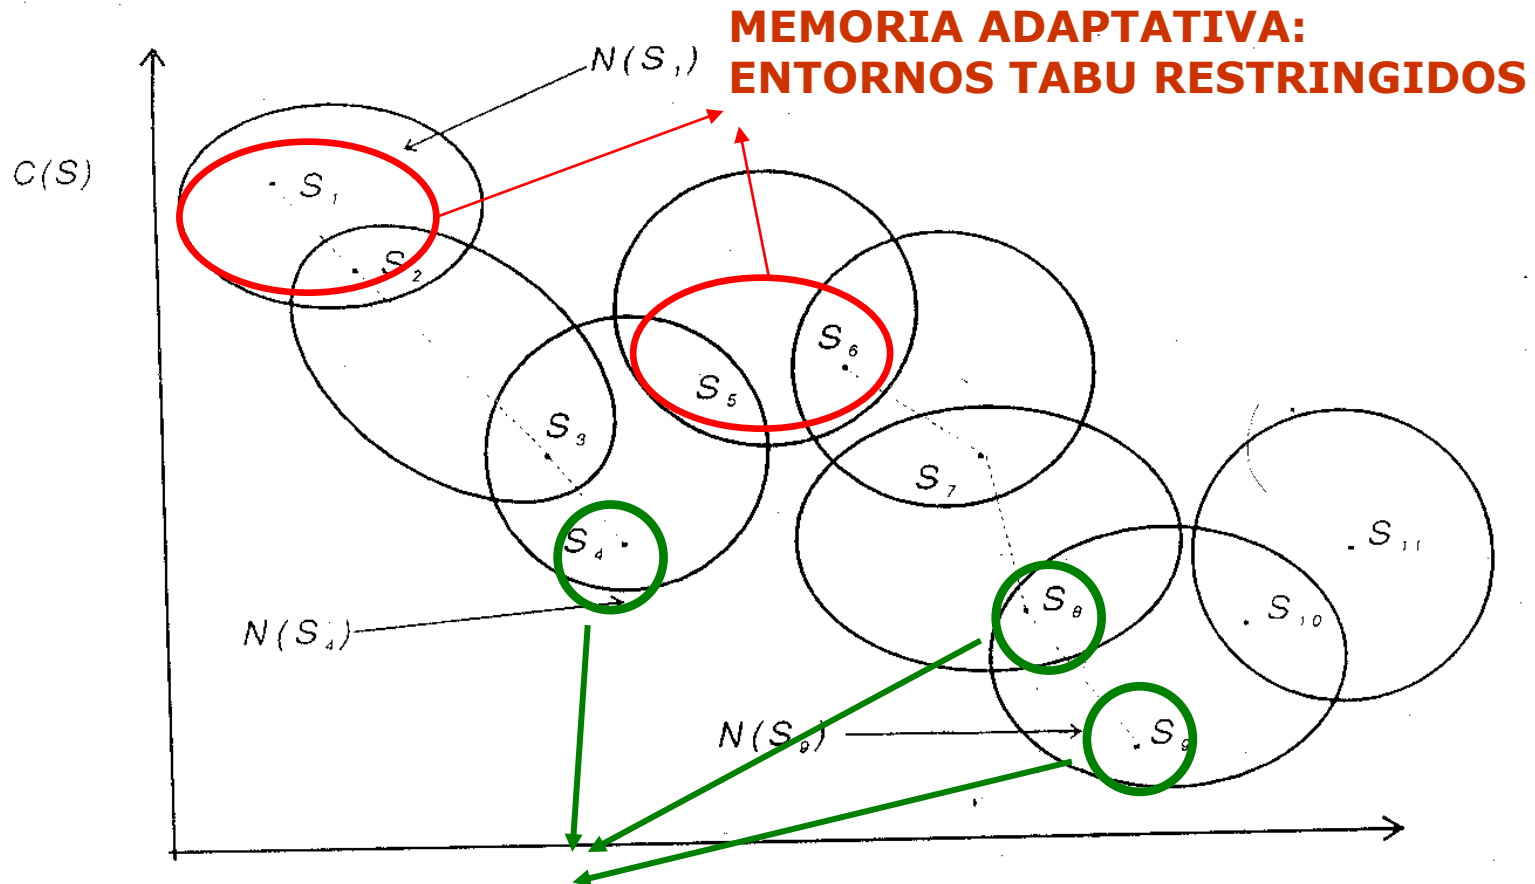 MEMORIA ADAPTATIVA:
ENTORNOS TABU RESTRINGIDOS
N(S₁)
C(S)
S₁
S₂
S₃
S₄
S₅
S₆
S₇
S₈
S₉
S₁₀
S₁₁
N(S₄)
N(S₉)